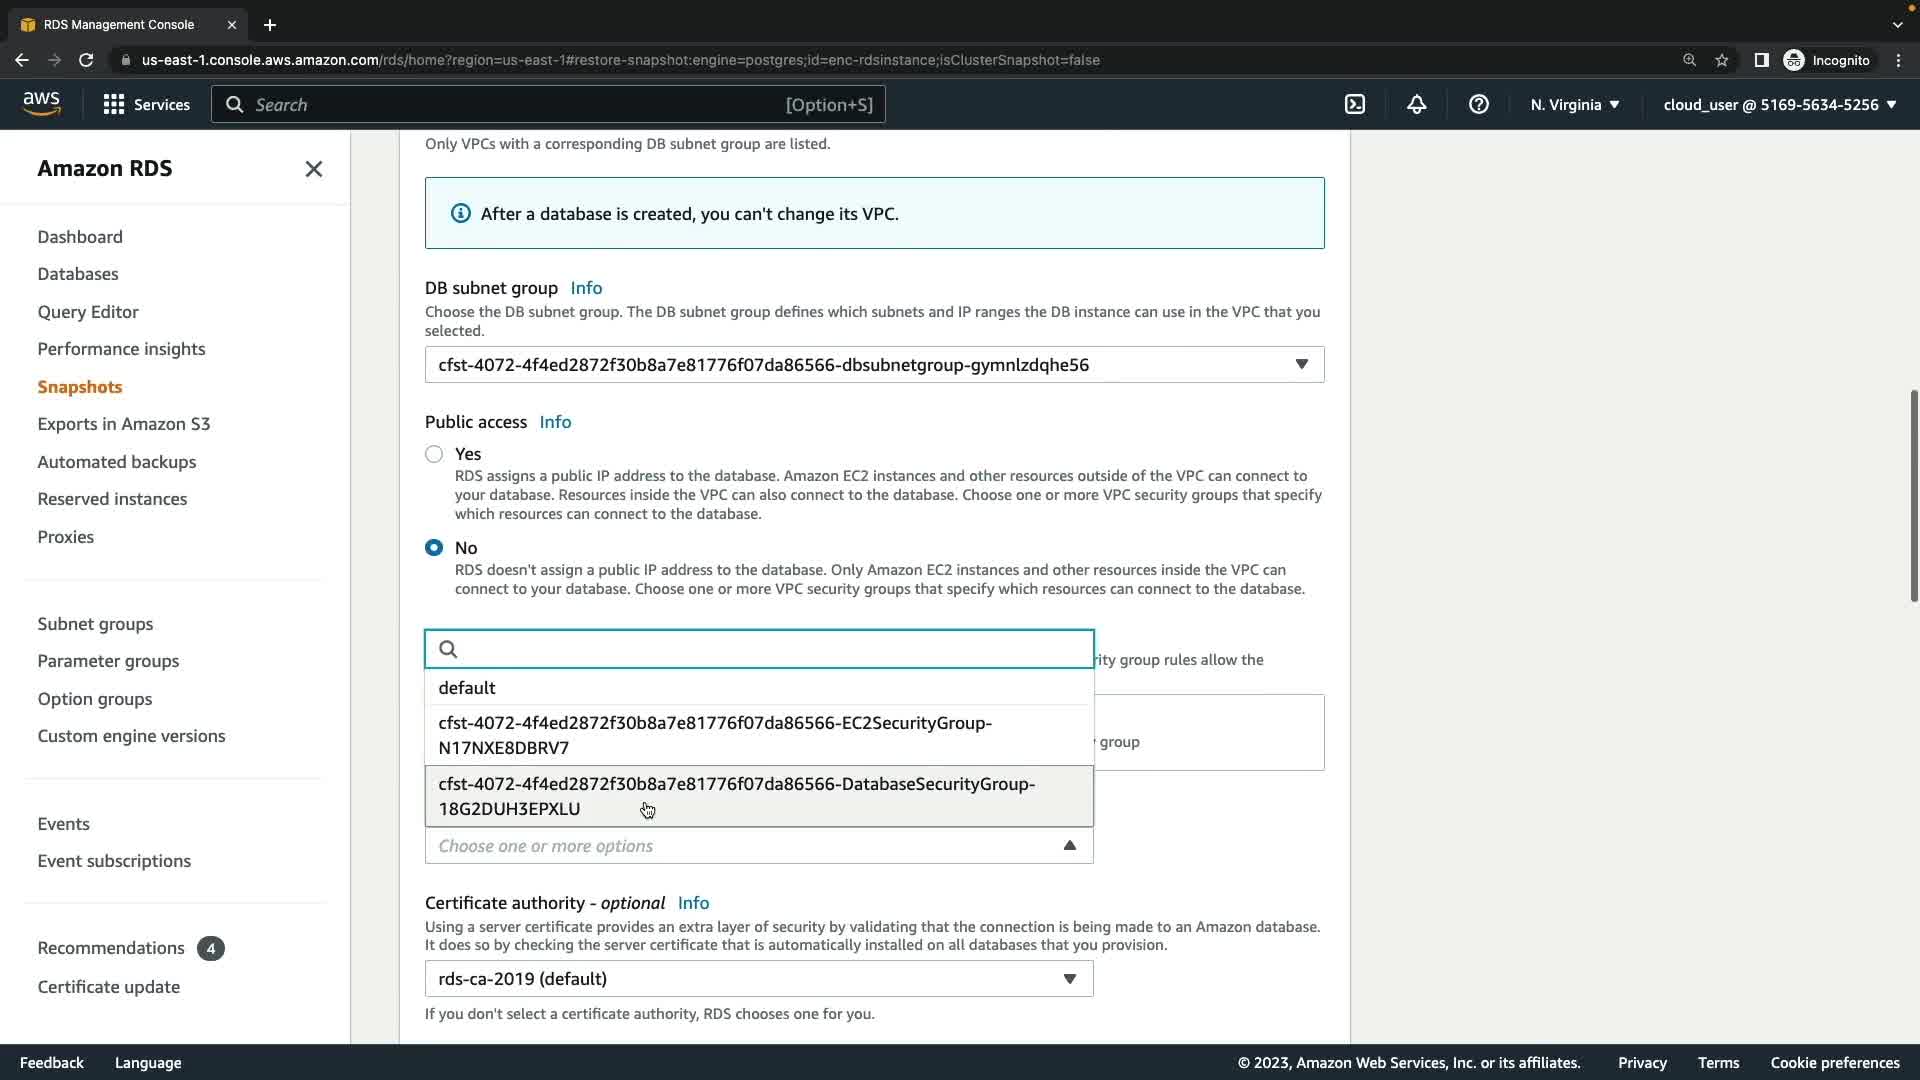 RDS Management Console
us-east-1.console.aws.amazon.com/rds/home?region=us-east-1#restore-snapshot:engine=postgres;id=enc-rdsinstance;isClusterSnapshot=false
Incognito
aws
Services
Search
[Option+S]
N. Virginia
cloud_user @ 5169-5634-5256
Amazon RDS
Dashboard
Databases
Query Editor
Performance insights
Snapshots
Exports in Amazon S3
Automated backups
Reserved instances
Proxies
Subnet groups
Parameter groups
Option groups
Custom engine versions
Events
Event subscriptions
Recommendations 4
Certificate update
Only VPCs with a corresponding DB subnet group are listed.
After a database is created, you can't change its VPC.
DB subnet group Info
Choose the DB subnet group. The DB subnet group defines which subnets and IP ranges the DB instance can use in the VPC that you
selected.
cfst-4072-4f4ed2872f30b8a7e81776f07da86566-dbsubnetgroup-gymnlzdqhe56
Public access Info
Yes
RDS assigns a public IP address to the database. Amazon EC2 instances and other resources outside of the VPC can connect to
your database. Resources inside the VPC can also connect to the database. Choose one or more VPC security groups that specify
which resources can connect to the database.
No
RDS doesn't assign a public IP address to the database. Only Amazon EC2 instances and other resources inside the VPC can
connect to your database. Choose one or more VPC security groups that specify which resources can connect to the database.
rity group rules allow the
default
cfst-4072-4f4ed2872f30b8a7e81776f07da86566-EC2SecurityGroup-
N17NXE8DBRV7
group
cfst-4072-4f4ed2872f30b8a7e81776f07da86566-DatabaseSecurityGroup-
18G2DUH3EPXLU
Choose one or more options
Certificate authority - optional Info
Using a server certificate provides an extra layer of security by validating that the connection is being made to an Amazon database.
It does so by checking the server certificate that is automatically installed on all databases that you provision.
rds-ca-2019 (default)
If you don't select a certificate authority, RDS chooses one for you.
Feedback
Language
© 2023, Amazon Web Services, Inc. or its affiliates.
Privacy
Terms
Cookie preferences